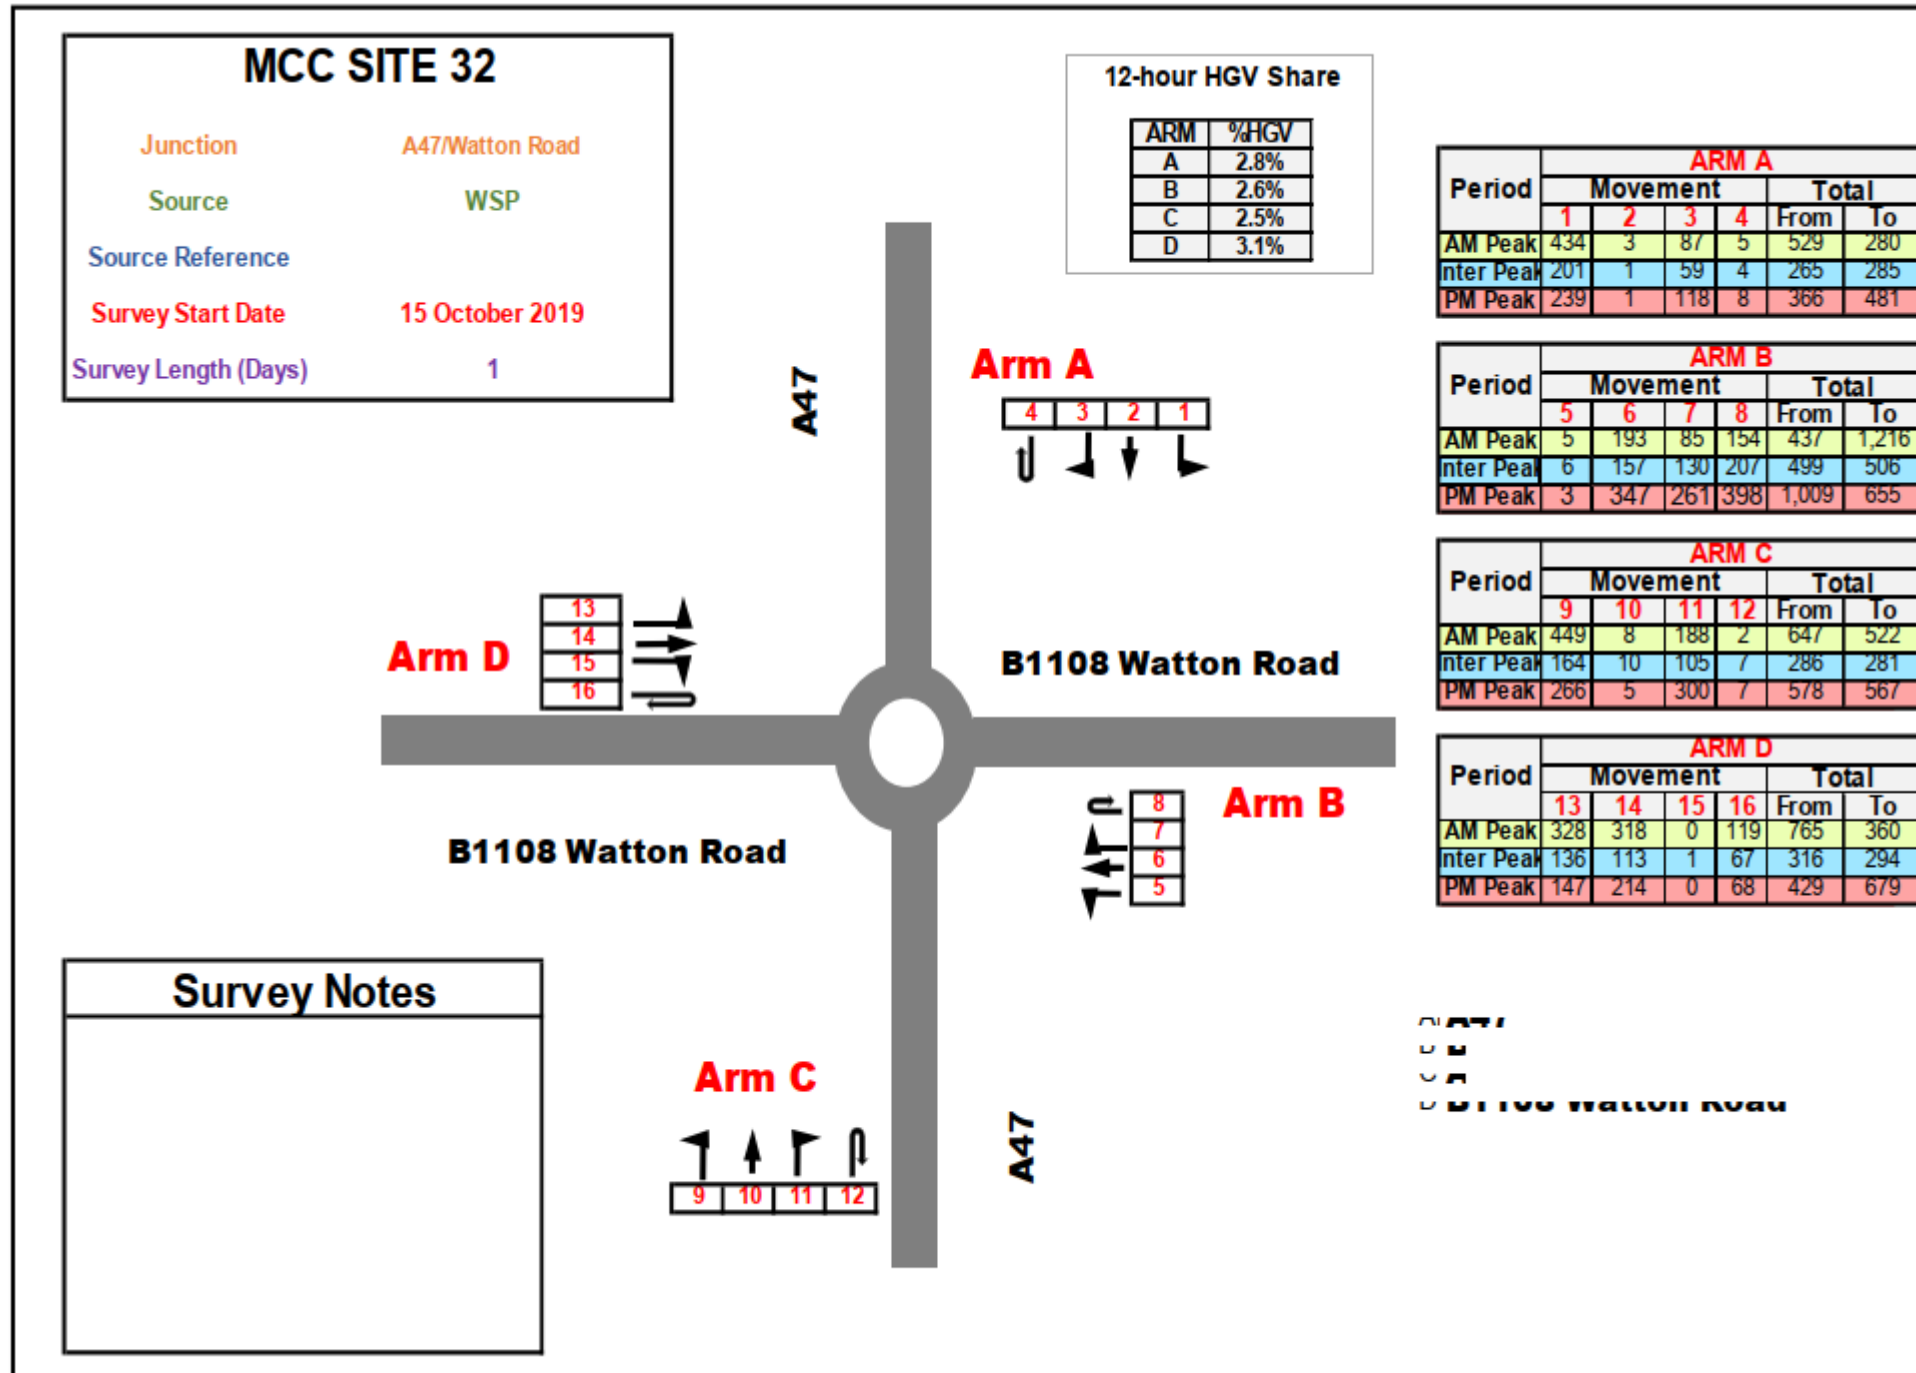 MCC SITE 32
Junction A47/Watton Road
Source WSP
Source Reference
Survey Start Date 15 October 2019
Survey Length (Days) 1
12-hour HGV Share
ARM %HGV
A 2.8%
B 2.6%
C 2.5%
D 3.1%
ARM A
Period Movement Total
1 2 3 4 From To
AM Peak 434 3 87 5 529 280
Inter Peak 201 1 59 4 265 285
PM Peak 239 1 118 8 366 481
ARM B
Period Movement Total
5 6 7 8 From To
AM Peak 5 193 85 154 437 1,216
Inter Peak 6 157 130 207 499 506
PM Peak 3 347 261 398 1,009 655
ARM C
Period Movement Total
9 10 11 12 From To
AM Peak 449 8 188 2 647 522
Inter Peak 164 10 105 7 286 281
PM Peak 266 5 300 7 578 567
ARM D
Period Movement Total
13 14 15 16 From To
AM Peak 328 318 0 119 765 360
Inter Peak 136 113 1 67 316 294
PM Peak 147 214 0 68 429 679
A47
Arm A
4 3 2 1
Arm D
13
14
15
16
B1108 Watton Road
B1108 Watton Road
Arm B
8
7
6
5
Arm C
9 10 11 12
A47
Survey Notes
A47
B1108 Watton Road